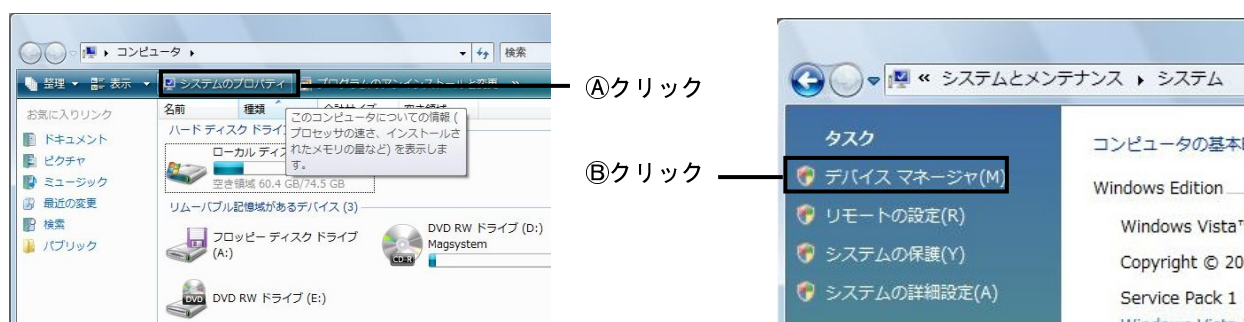 コンピュータ
検索
整理 表示 システムのプロパティ プログラムのアンインストールと変更 »
お気に入りリンク
ドキュメント
ピクチャ
ミュージック
最近の変更
検索
パブリック
名前 種類 合計サイズ 空き領域
ハード ディスク ドライ
ローカル ディス
空き領域 60.4 GB/74.5 GB
このコンピュータについての情報 (
プロセッサの速さ、インストールさ
れたメモリの量など) を表示しま
す。
リムーバブル記憶域があるデバイス (3)
フロッピー ディスク ドライブ
(A:)
DVD RW ドライブ (D:)
Magsystem
CD-R
DVD
DVD RW ドライブ (E:)
Ⓐクリック
Ⓑクリック
« システムとメンテナンス システム
タスク
デバイス マネージャ(M)
リモートの設定(R)
システムの保護(Y)
システムの詳細設定(A)
コンピュータの基本
Windows Edition
Windows Vista™
Copyright © 20
Service Pack 1